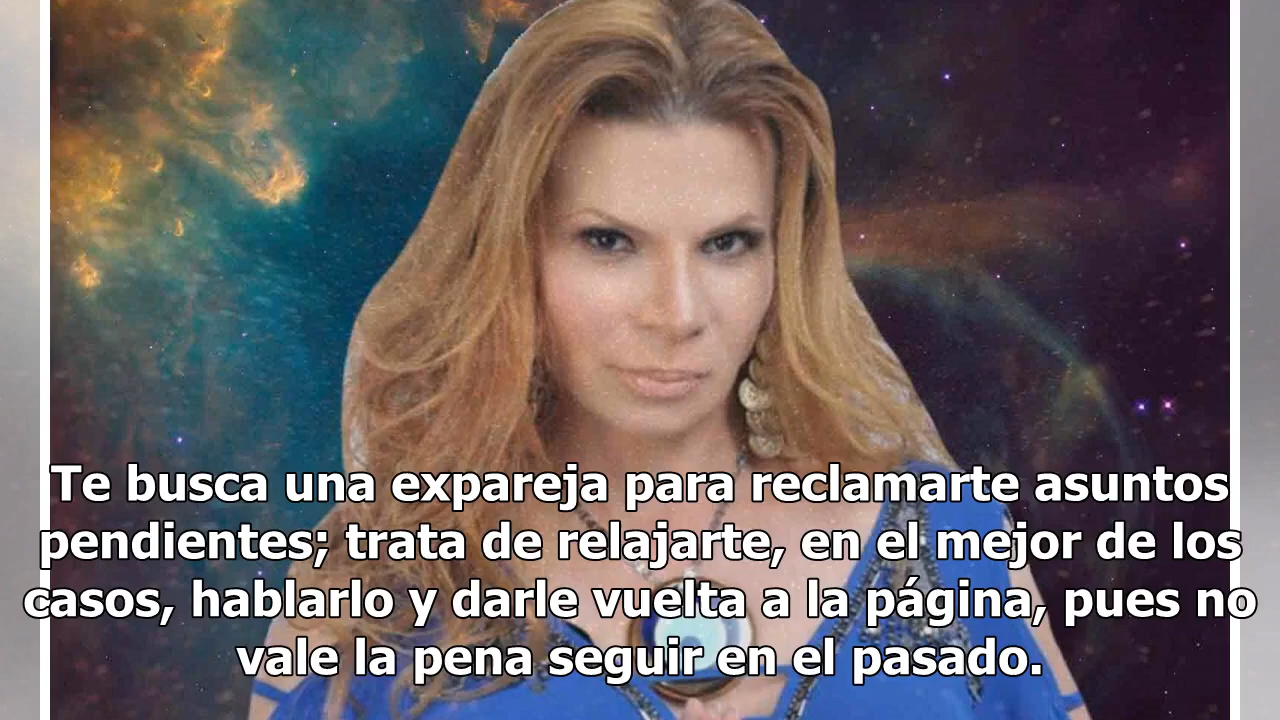 Te busca una expareja para reclamarte asuntos
pendientes; trata de relajarte, en el mejor de los
casos, hablarlo y darle vuelta a la página, pues no
vale la pena seguir en el pasado.